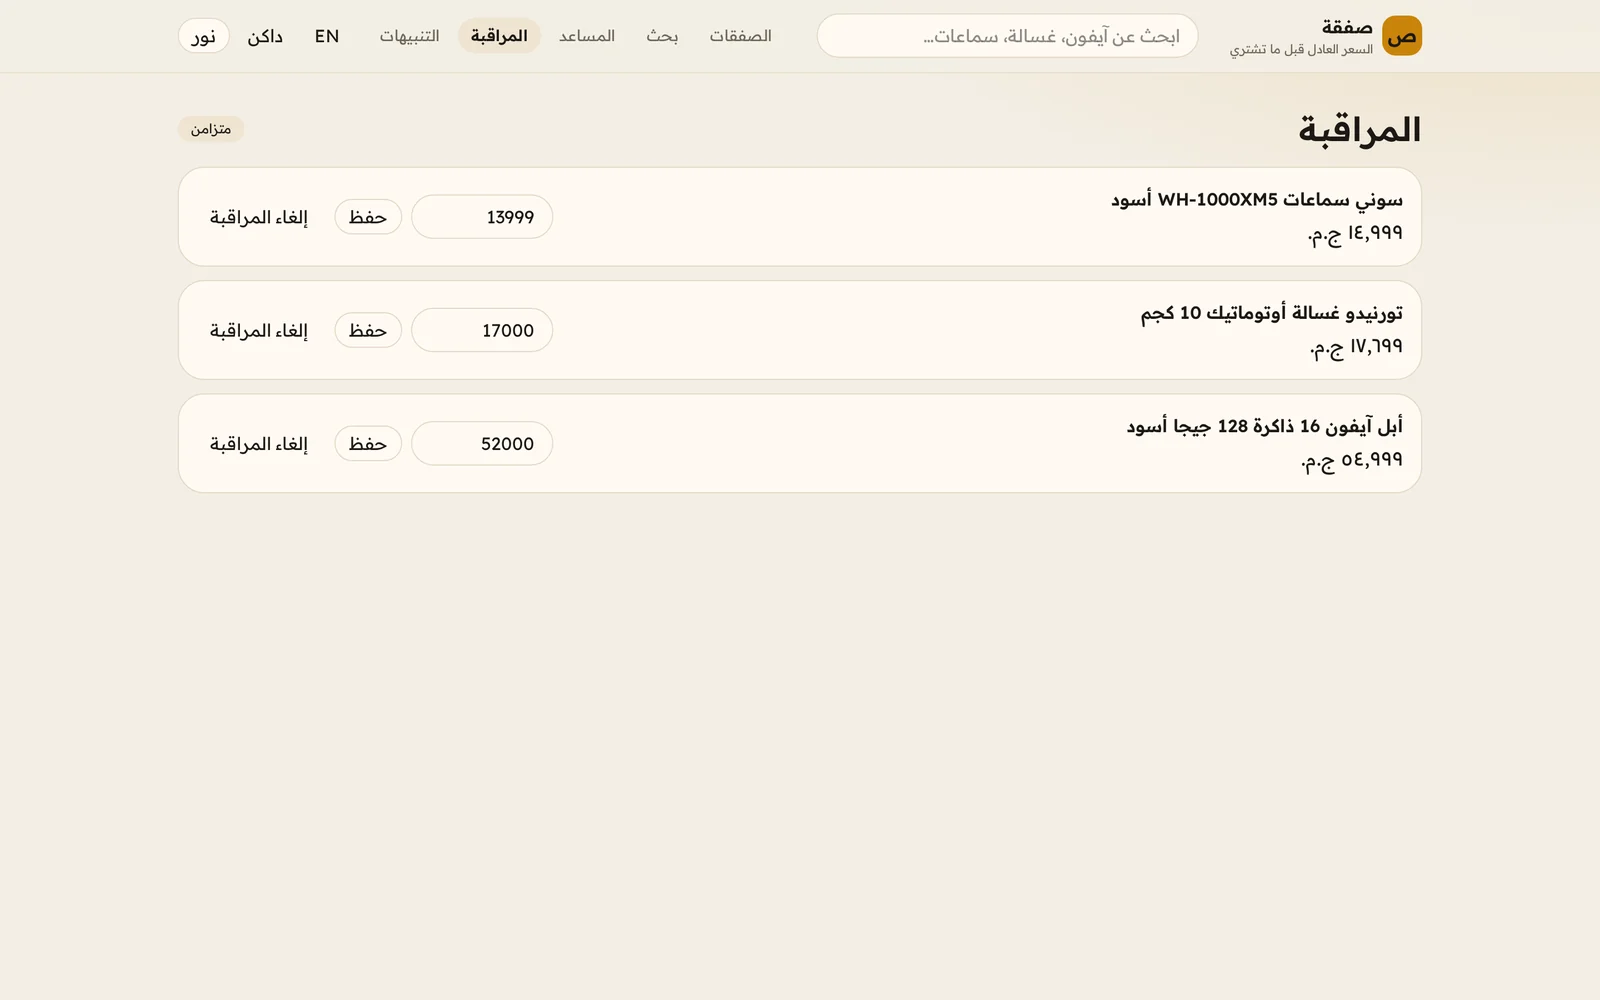 ص
صفقة
السعر العادل قبل ما تشتري
ابحث عن آيفون، غسالة، سماعات...
الصفقات
بحث
المساعد
المراقبة
التنبيهات
EN
داكن
نور
المراقبة
متزامن
سوني سماعات WH-1000XM5 أسود
١٤,٩٩٩ ج.م.
13999
حفظ
إلغاء المراقبة
تورنيدو غسالة أوتوماتيك 10 كجم
١٧,٦٩٩ ج.م.
17000
حفظ
إلغاء المراقبة
أبل آيفون 16 ذاكرة 128 جيجا أسود
٥٤,٩٩٩ ج.م.
52000
حفظ
إلغاء المراقبة